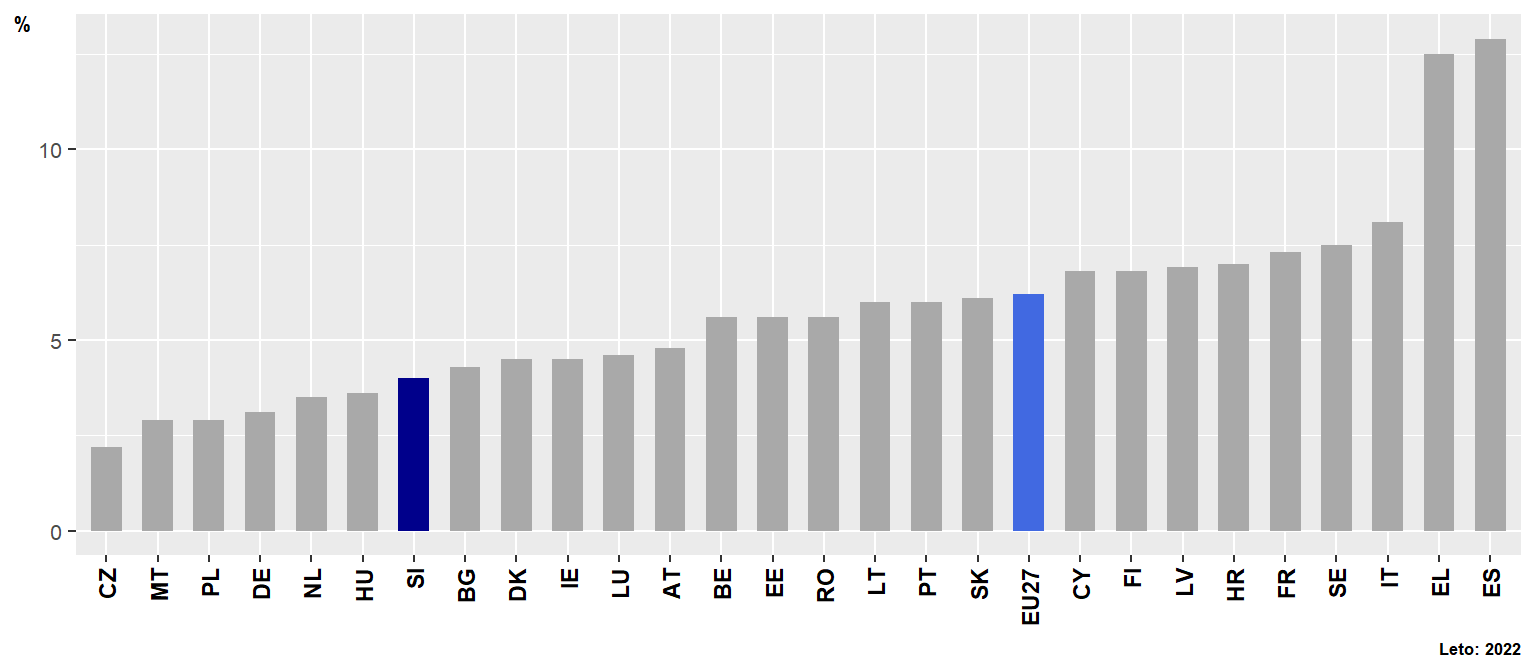 %
10
5
0
CZ MT PL DE NL HU SI BG DK IE LU AT BE EE RO LT PT SK EU27 CY FI LV HR FR SE IT EL ES
Leto: 2022